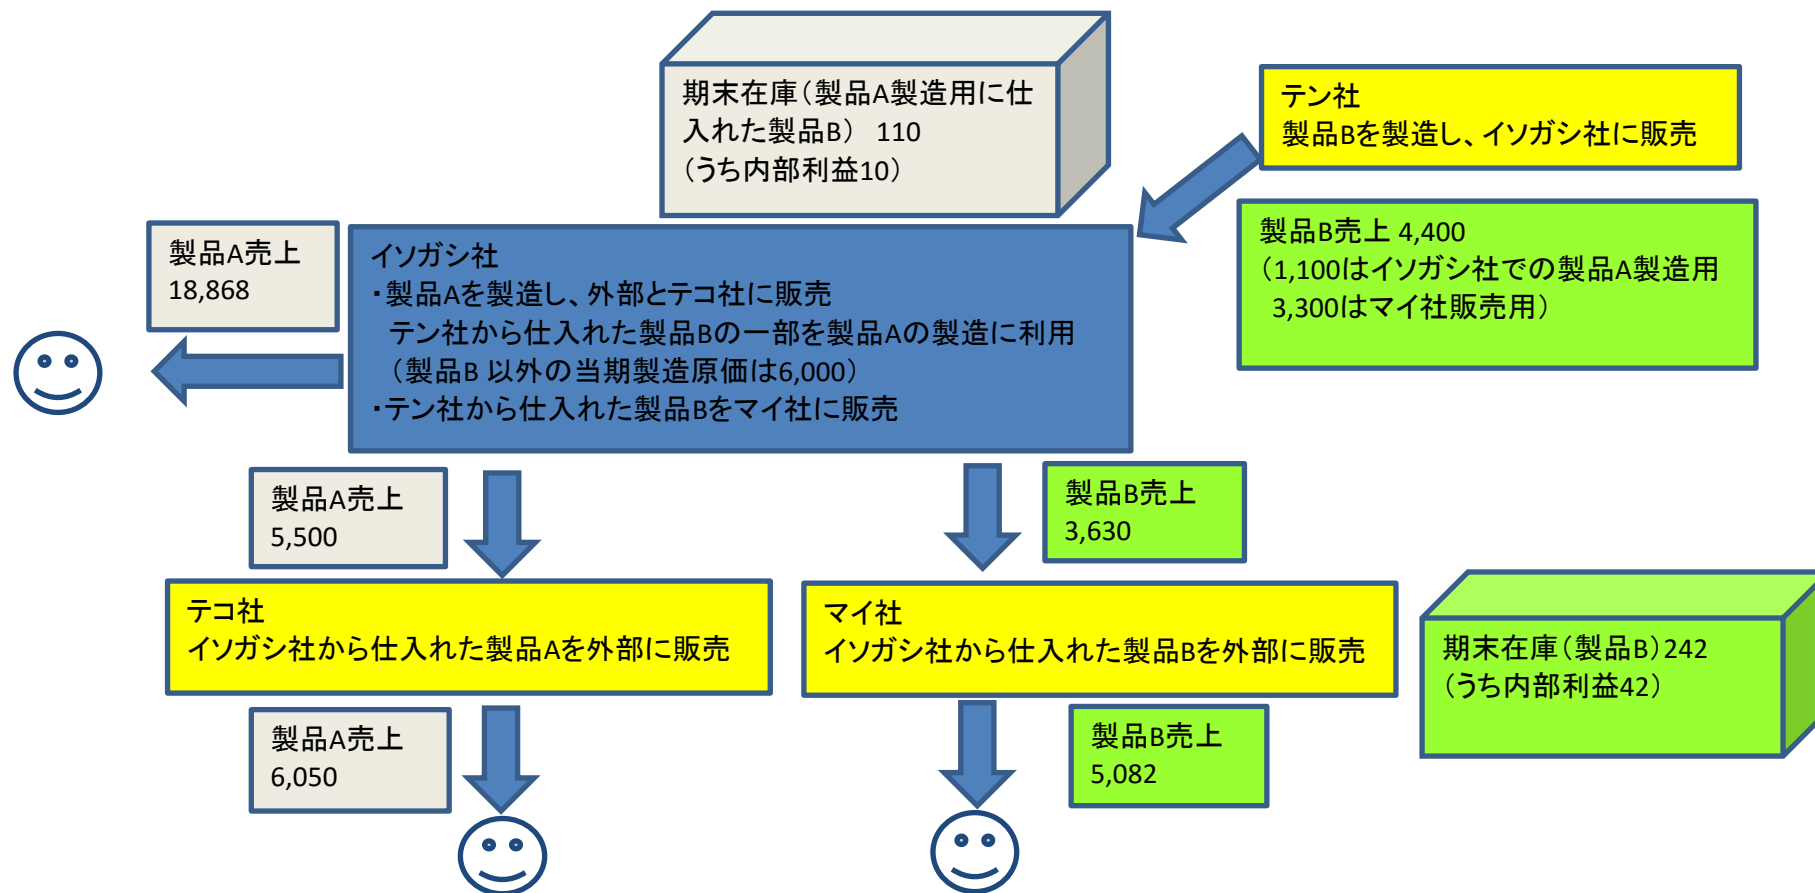 期末在庫(製品A製造用に仕
入れた製品B) 110
(うち内部利益10)
テン社
製品Bを製造し、イソガシ社に販売
製品B売上 4,400
(1,100はイソガシ社での製品A製造用
3,300はマイ社販売用)
製品A売上
18,868
イソガシ社
・製品Aを製造し、外部とテコ社に販売
テン社から仕入れた製品Bの一部を製品Aの製造に利用
(製品B 以外の当期製造原価は6,000)
・テン社から仕入れた製品Bをマイ社に販売
製品A売上
5,500
製品B売上
3,630
テコ社
イソガシ社から仕入れた製品Aを外部に販売
マイ社
イソガシ社から仕入れた製品Bを外部に販売
期末在庫(製品B)242
(うち内部利益42)
製品A売上
6,050
製品B売上
5,082